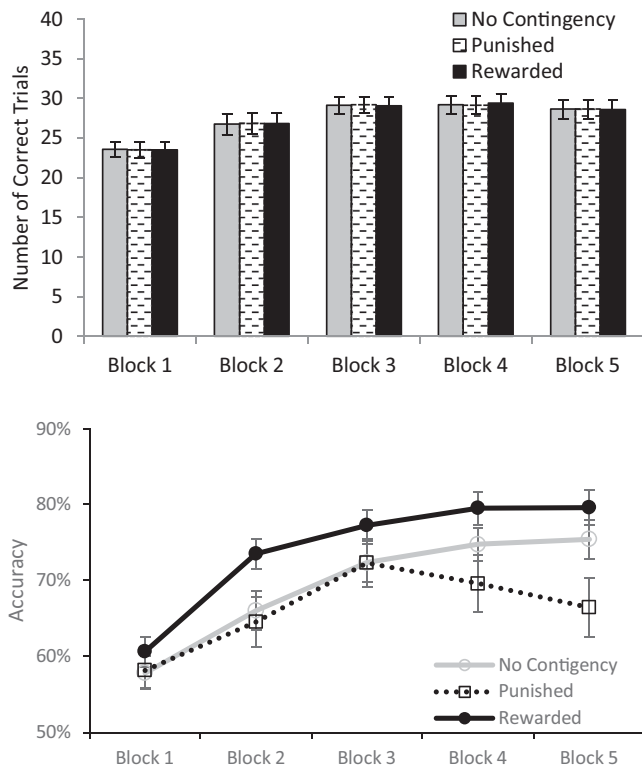 40
35
30
25
20
15
10
5
0
Number of Correct Trials
No Contingency
Punished
Rewarded
Block 1 Block 2 Block 3 Block 4 Block 5
90%
80%
70%
60%
50%
Accuracy
No Contigency
Punished
Rewarded
Block 1 Block 2 Block 3 Block 4 Block 5